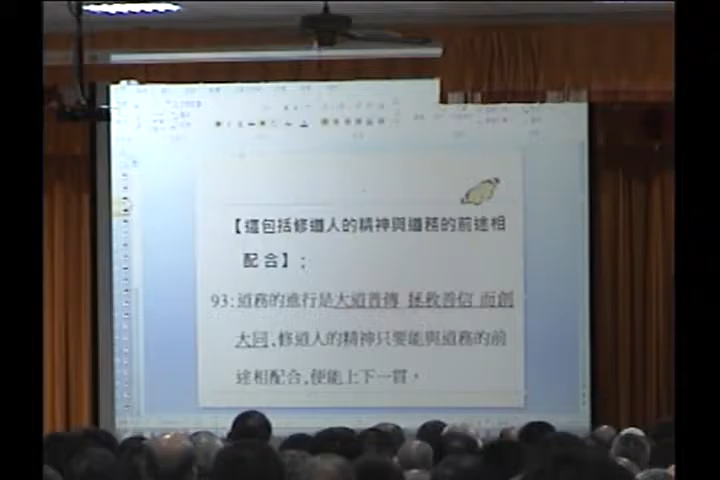 【這包括修道人的精神與道務的前途相
配合】;
93:道務的進行是大道普傳 拯救善信 而創
大同,修道人的精神只要能與道務的前
途相配合,便能上下一貫。